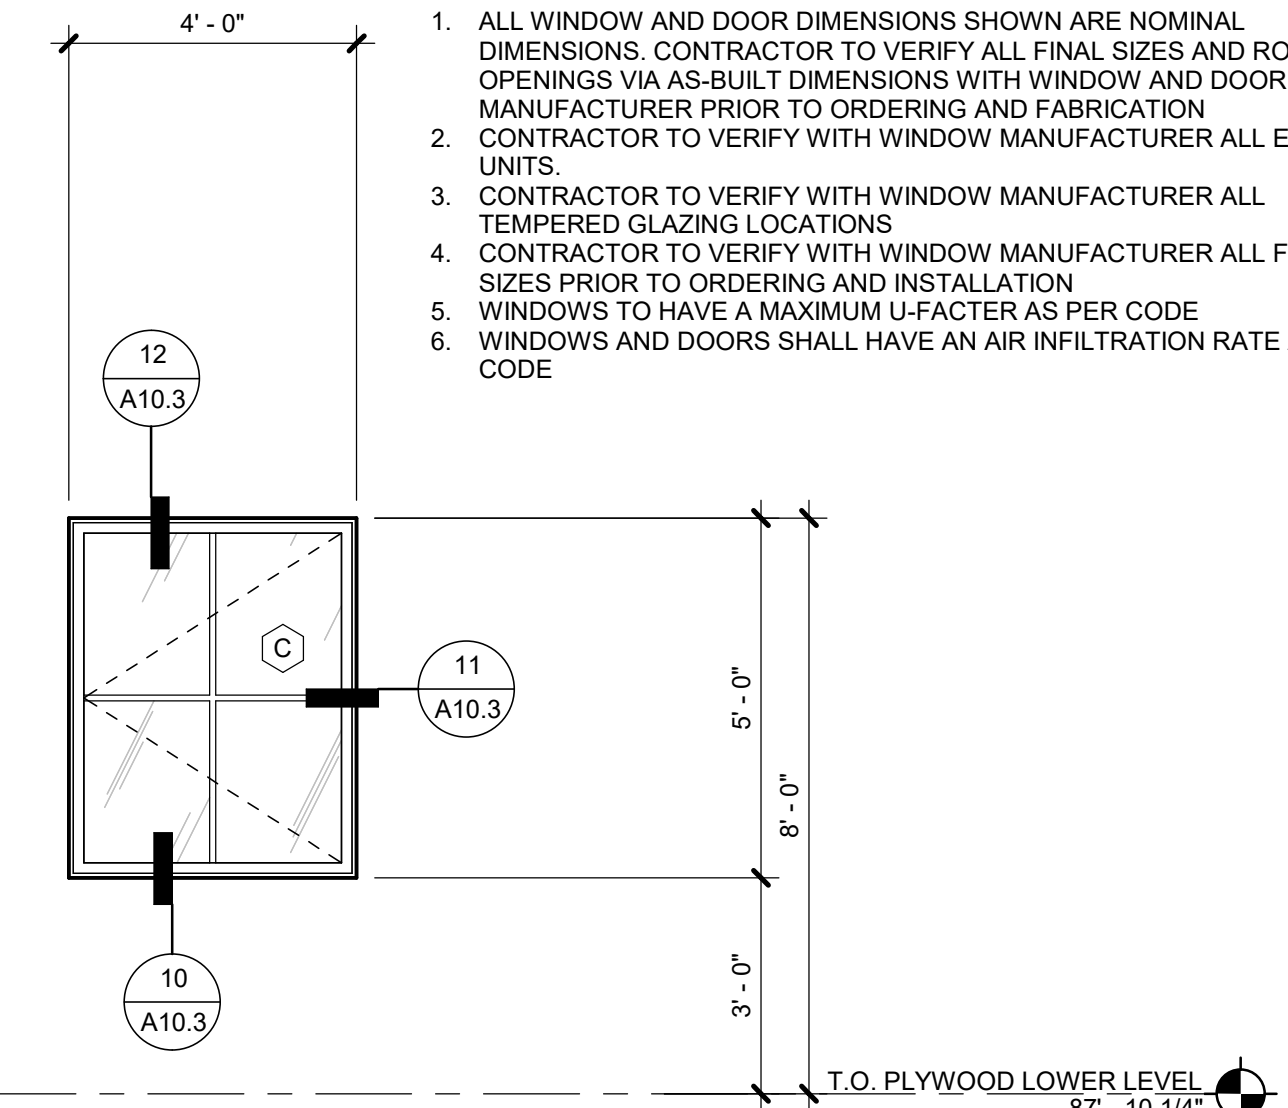 4' - 0"
1. ALL WINDOW AND DOOR DIMENSIONS SHOWN ARE NOMINAL
DIMENSIONS. CONTRACTOR TO VERIFY ALL FINAL SIZES AND RO
OPENINGS VIA AS-BUILT DIMENSIONS WITH WINDOW AND DOOR
MANUFACTURER PRIOR TO ORDERING AND FABRICATION
2. CONTRACTOR TO VERIFY WITH WINDOW MANUFACTURER ALL E
UNITS.
3. CONTRACTOR TO VERIFY WITH WINDOW MANUFACTURER ALL
TEMPERED GLAZING LOCATIONS
4. CONTRACTOR TO VERIFY WITH WINDOW MANUFACTURER ALL F
SIZES PRIOR TO ORDERING AND INSTALLATION
5. WINDOWS TO HAVE A MAXIMUM U-FACTER AS PER CODE
6. WINDOWS AND DOORS SHALL HAVE AN AIR INFILTRATION RATE
CODE
12
A10.3
C
11
A10.3
5' - 0"
8' - 0"
10
A10.3
3' - 0"
T.O. PLYWOOD LOWER LEVEL
87' - 10 1/4"